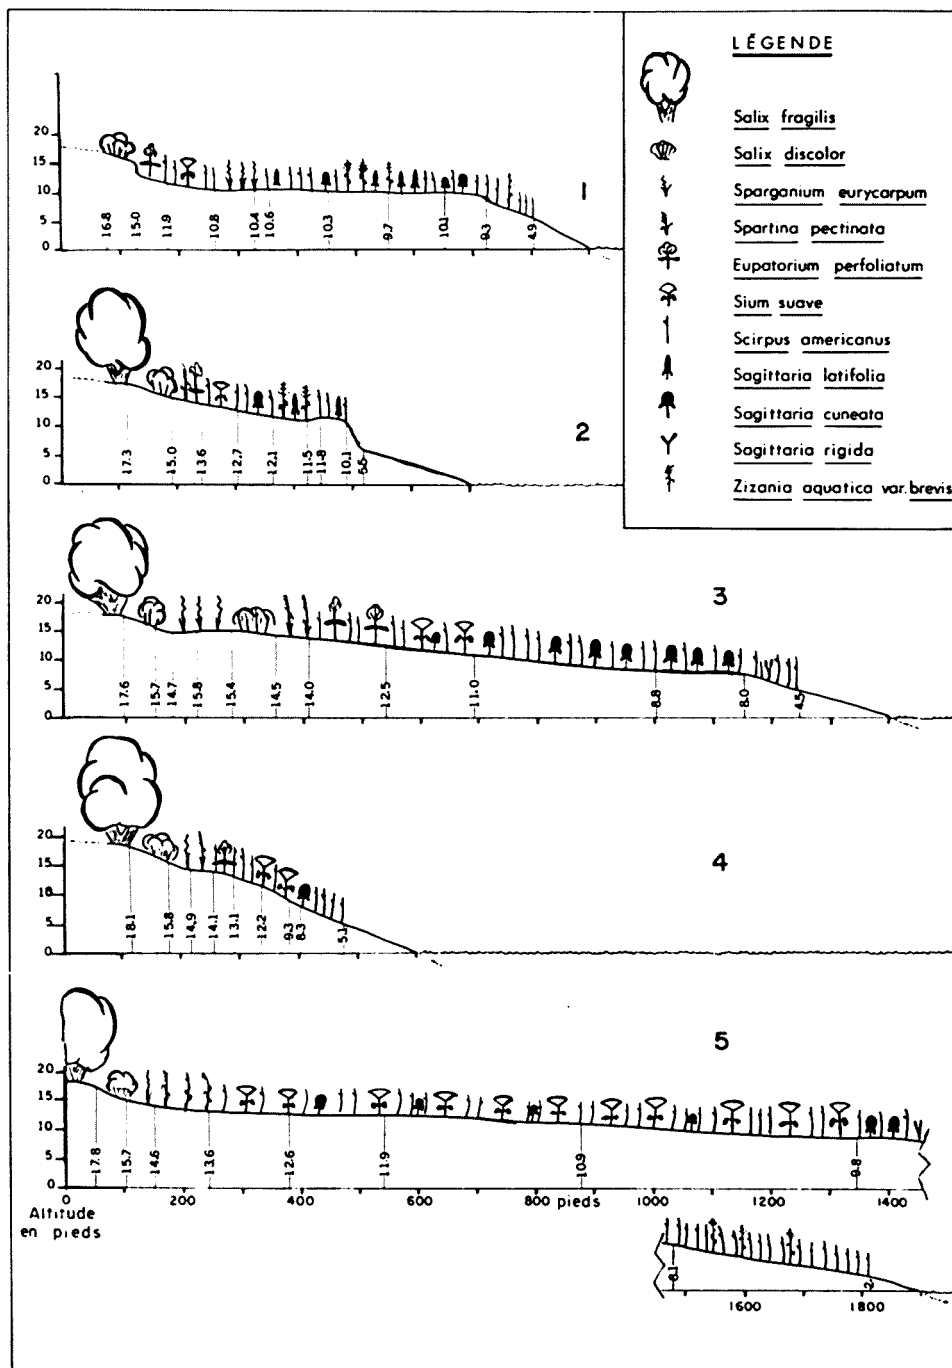 LÉGENDE
Salix fragilis
Salix discolor
Sparganium eurycarpum
Spartina pectinata
Eupatorium perfoliatum
Sium suave
Scirpus americanus
Sagittaria latifolia
Sagittaria cuneata
Sagittaria rigida
Zizania aquatica var. brevis
20
15
10
5
0
16.8 15.0 11.9 10.8 10.4 10.6 10.3 9.7 10.1 9.3 4.9
1
20
15
10
5
0
17.3 15.0 13.6 12.7 12.1 11.5 11.8 10.1
2
20
15
10
5
0
17.6 15.7 14.7 15.8 15.4 14.5 14.0 12.5 11.0 8.8 8.0 4.5
3
20
15
10
5
0
18.1 15.8 14.9 14.1 13.1 12.2 9.3 8.3 5.1
4
20
15
10
5
0
17.8 15.7 14.6 13.6 12.6 11.9 10.9 9.8
5
0 200 400 600 800 pieds 1000 1200 1400
Altitude
en pieds
1600 1800